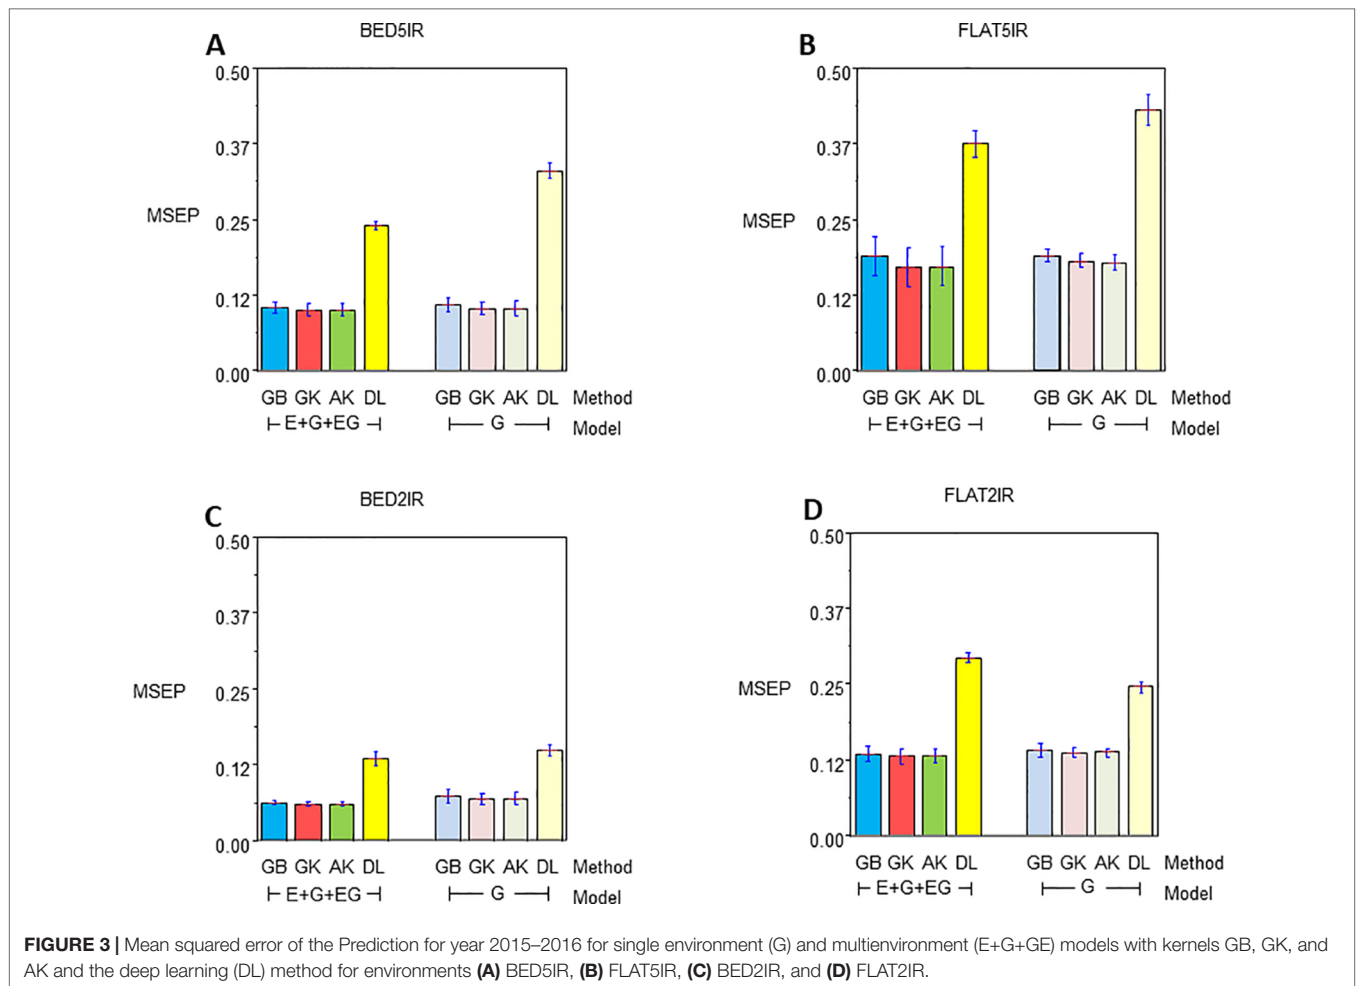 A
BED5IR
0.50
0.37
MSEP
0.25
0.12
0.00
GB GK AK DL Method
E+G+EG G Model
B
FLAT5IR
0.50
0.37
MSEP
0.25
0.12
0.00
GB GK AK DL GB GK AK DL Method
E+G+EG G Model
C
BED2IR
0.50
0.37
MSEP
0.25
0.12
0.00
GB GK AK DL GB GK AK DL Method
E+G+EG G Model
D
FLAT2IR
0.50
0.37
MSEP
0.25
0.12
0.00
GB GK AK DL GB GK AK DL Method
E+G+EG G Model
FIGURE 3 | Mean squared error of the Prediction for year 2015–2016 for single environment (G) and multienvironment (E+G+GE) models with kernels GB, GK, and
AK and the deep learning (DL) method for environments (A) BED5IR, (B) FLAT5IR, (C) BED2IR, and (D) FLAT2IR.